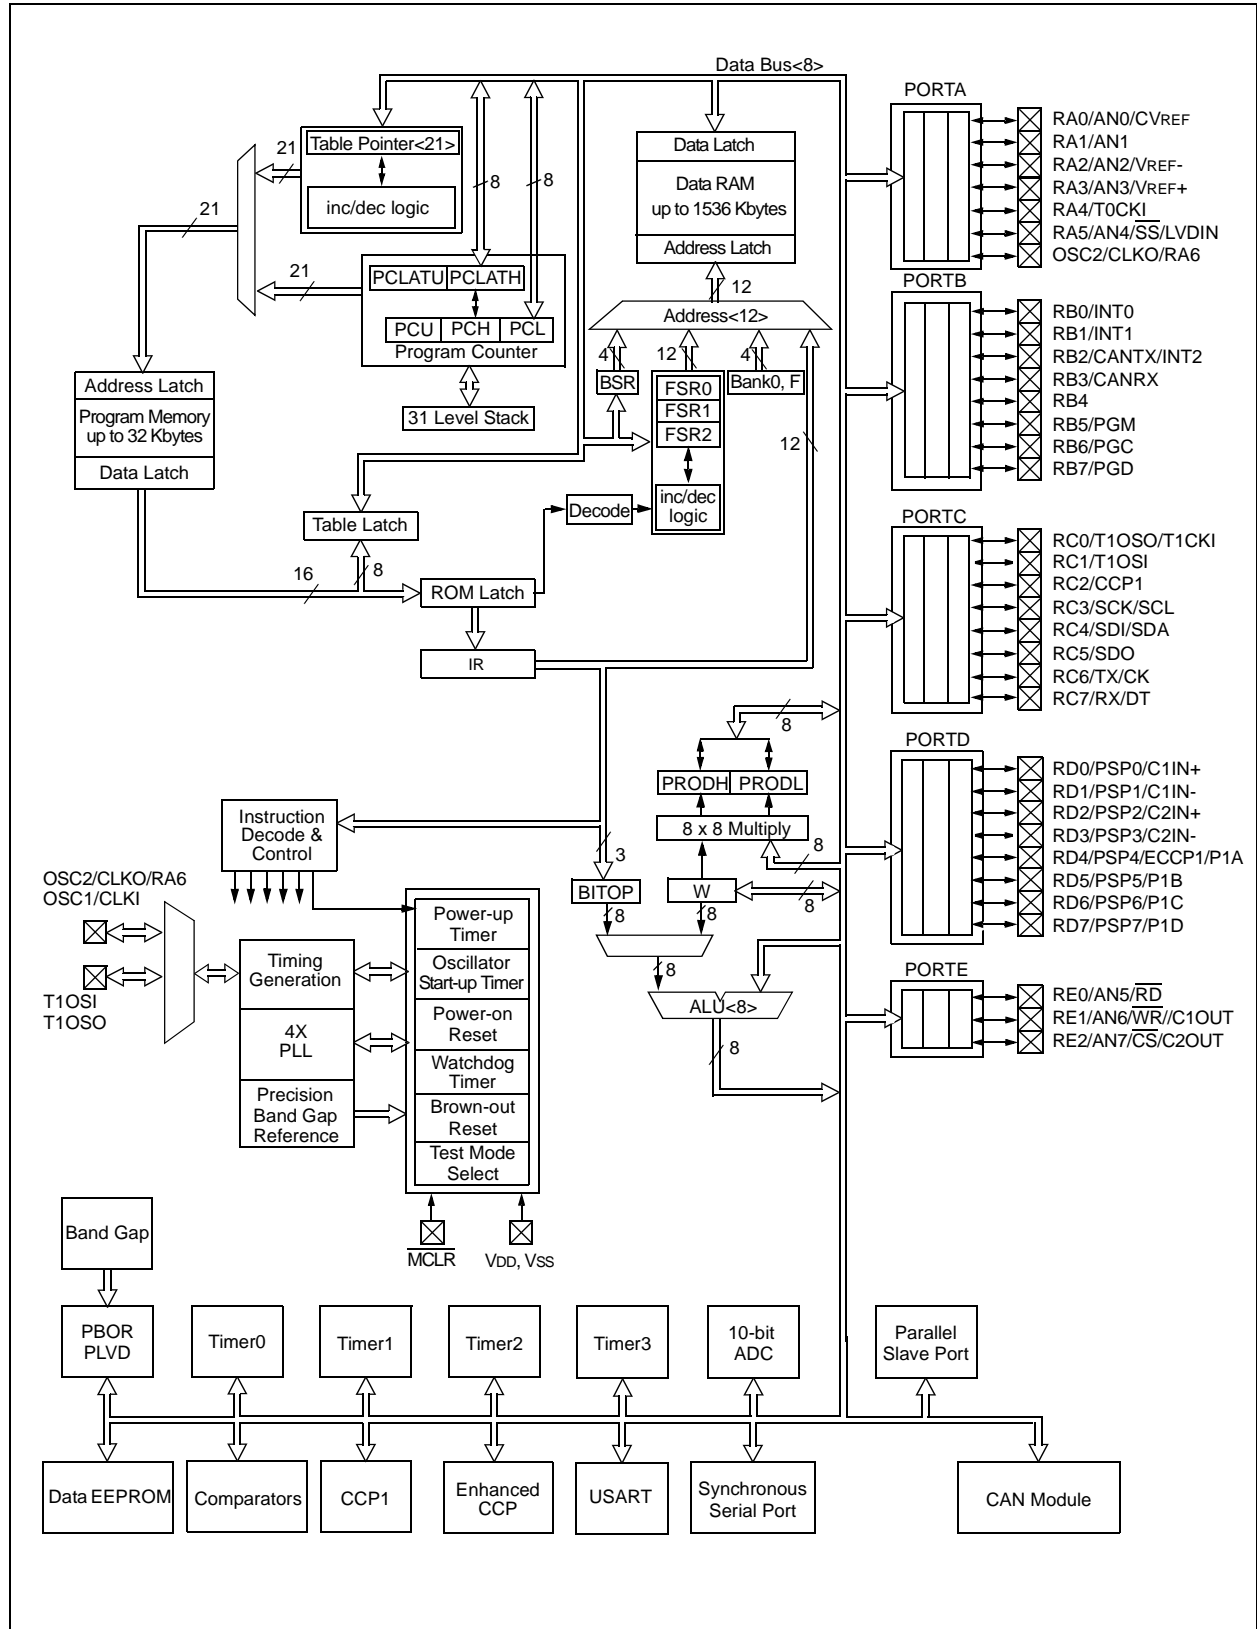 Data Bus<8>
Table Pointer<21>
inc/dec logic
21
21
21
8
8
PCLATU
PCLATH
PCU
PCH
PCL
Program Counter
31 Level Stack
Address Latch
Program Memory
up to 32 Kbytes
Data Latch
Table Latch
16
8
ROM Latch
IR
Data Latch
Data RAM
up to 1536 Kbytes
Address Latch
12
Address<12>
4
12
4
BSR
FSR0
FSR1
FSR2
Bank0, F
12
inc/dec
logic
Decode
8
PRODH
PRODL
8 x 8 Multiply
8
3
BITOP
W
8
8
8
8
ALU<8>
8
Instruction
Decode &
Control
OSC2/CLKO/RA6
OSC1/CLKI
T1OSI
T1OSO
Timing
Generation
4X
PLL
Precision
Band Gap
Reference
Power-up
Timer
Oscillator
Start-up Timer
Power-on
Reset
Watchdog
Timer
Brown-out
Reset
Test Mode
Select
MCLR
VDD, VSS
PORTA
RA0/AN0/CVREF
RA1/AN1
RA2/AN2/VREF-
RA3/AN3/VREF+
RA4/T0CKI
RA5/AN4/SS/LVDIN
OSC2/CLKO/RA6
PORTB
RB0/INT0
RB1/INT1
RB2/CANTX/INT2
RB3/CANRX
RB4
RB5/PGM
RB6/PGC
RB7/PGD
PORTC
RC0/T1OSO/T1CKI
RC1/T1OSI
RC2/CCP1
RC3/SCK/SCL
RC4/SDI/SDA
RC5/SDO
RC6/TX/CK
RC7/RX/DT
PORTD
RD0/PSP0/C1IN+
RD1/PSP1/C1IN-
RD2/PSP2/C2IN+
RD3/PSP3/C2IN-
RD4/PSP4/ECCP1/P1A
RD5/PSP5/P1B
RD6/PSP6/P1C
RD7/PSP7/P1D
PORTE
RE0/AN5/RD
RE1/AN6/WR//C1OUT
RE2/AN7/CS/C2OUT
Band Gap
PBOR
PLVD
Timer0
Timer1
Timer2
Timer3
10-bit
ADC
Parallel
Slave Port
Data EEPROM
Comparators
CCP1
Enhanced
CCP
USART
Synchronous
Serial Port
CAN Module